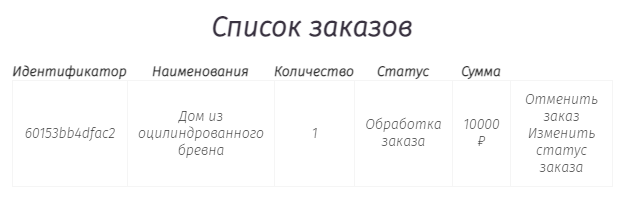 Список заказов
Идентификатор Наименования Количество Статус Сумма
60153bb4dfac2
Дом из
оцилиндрованного
бревна
1
Обработка
заказа
10000
₽
Отменить
заказ
Изменить
статус
заказа